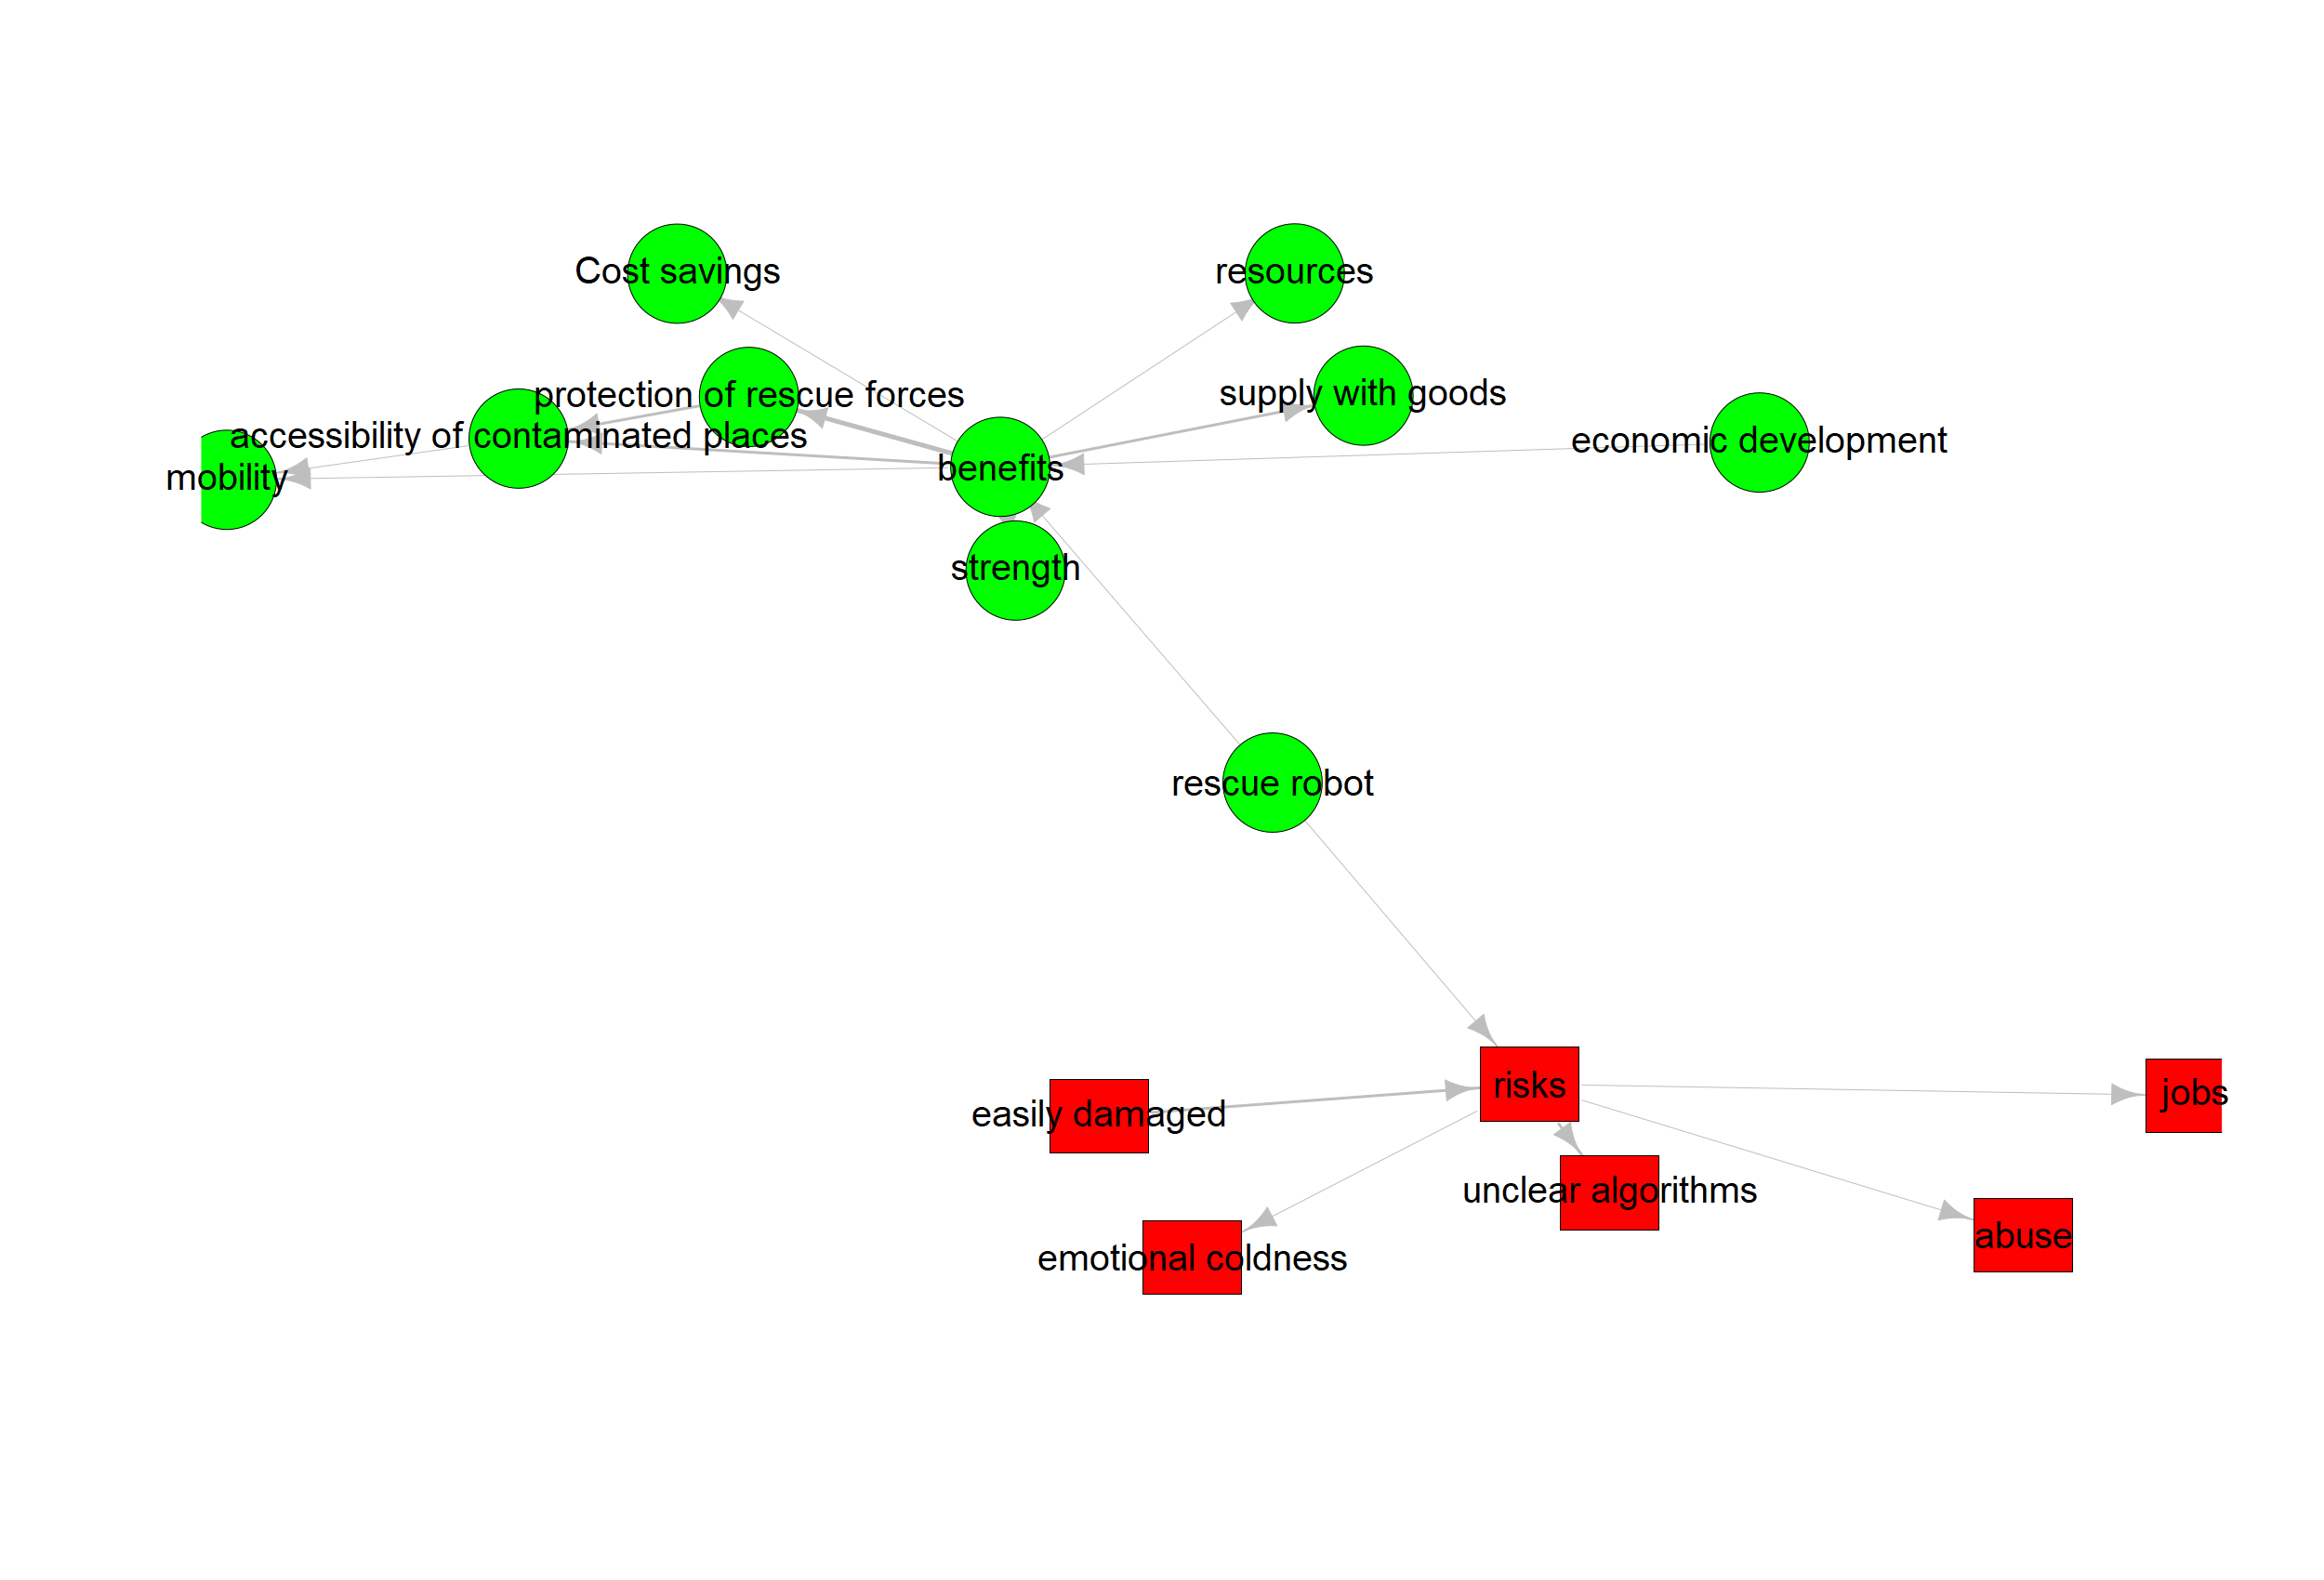 Cost savings
resources
protection of rescue forces
supply with goods
accessibility of contaminated places
economic development
mobility
benefits
strength
rescue robot
risks
jobs
easily damaged
unclear algorithms
abuse
emotional coldness